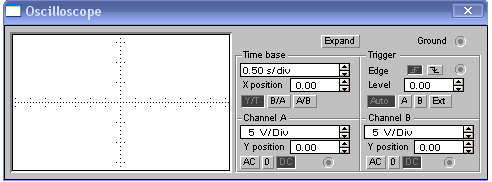 Oscilloscope
Expand Ground
Time base Trigger
0.50 s/div Edge
X position 0.00 Level 0.00
Y/T B/A A/B Auto A B Ext
Channel A Channel B
5 V/Div 5 V/Div
Y position 0.00 Y position 0.00
AC 0 DC AC 0 DC